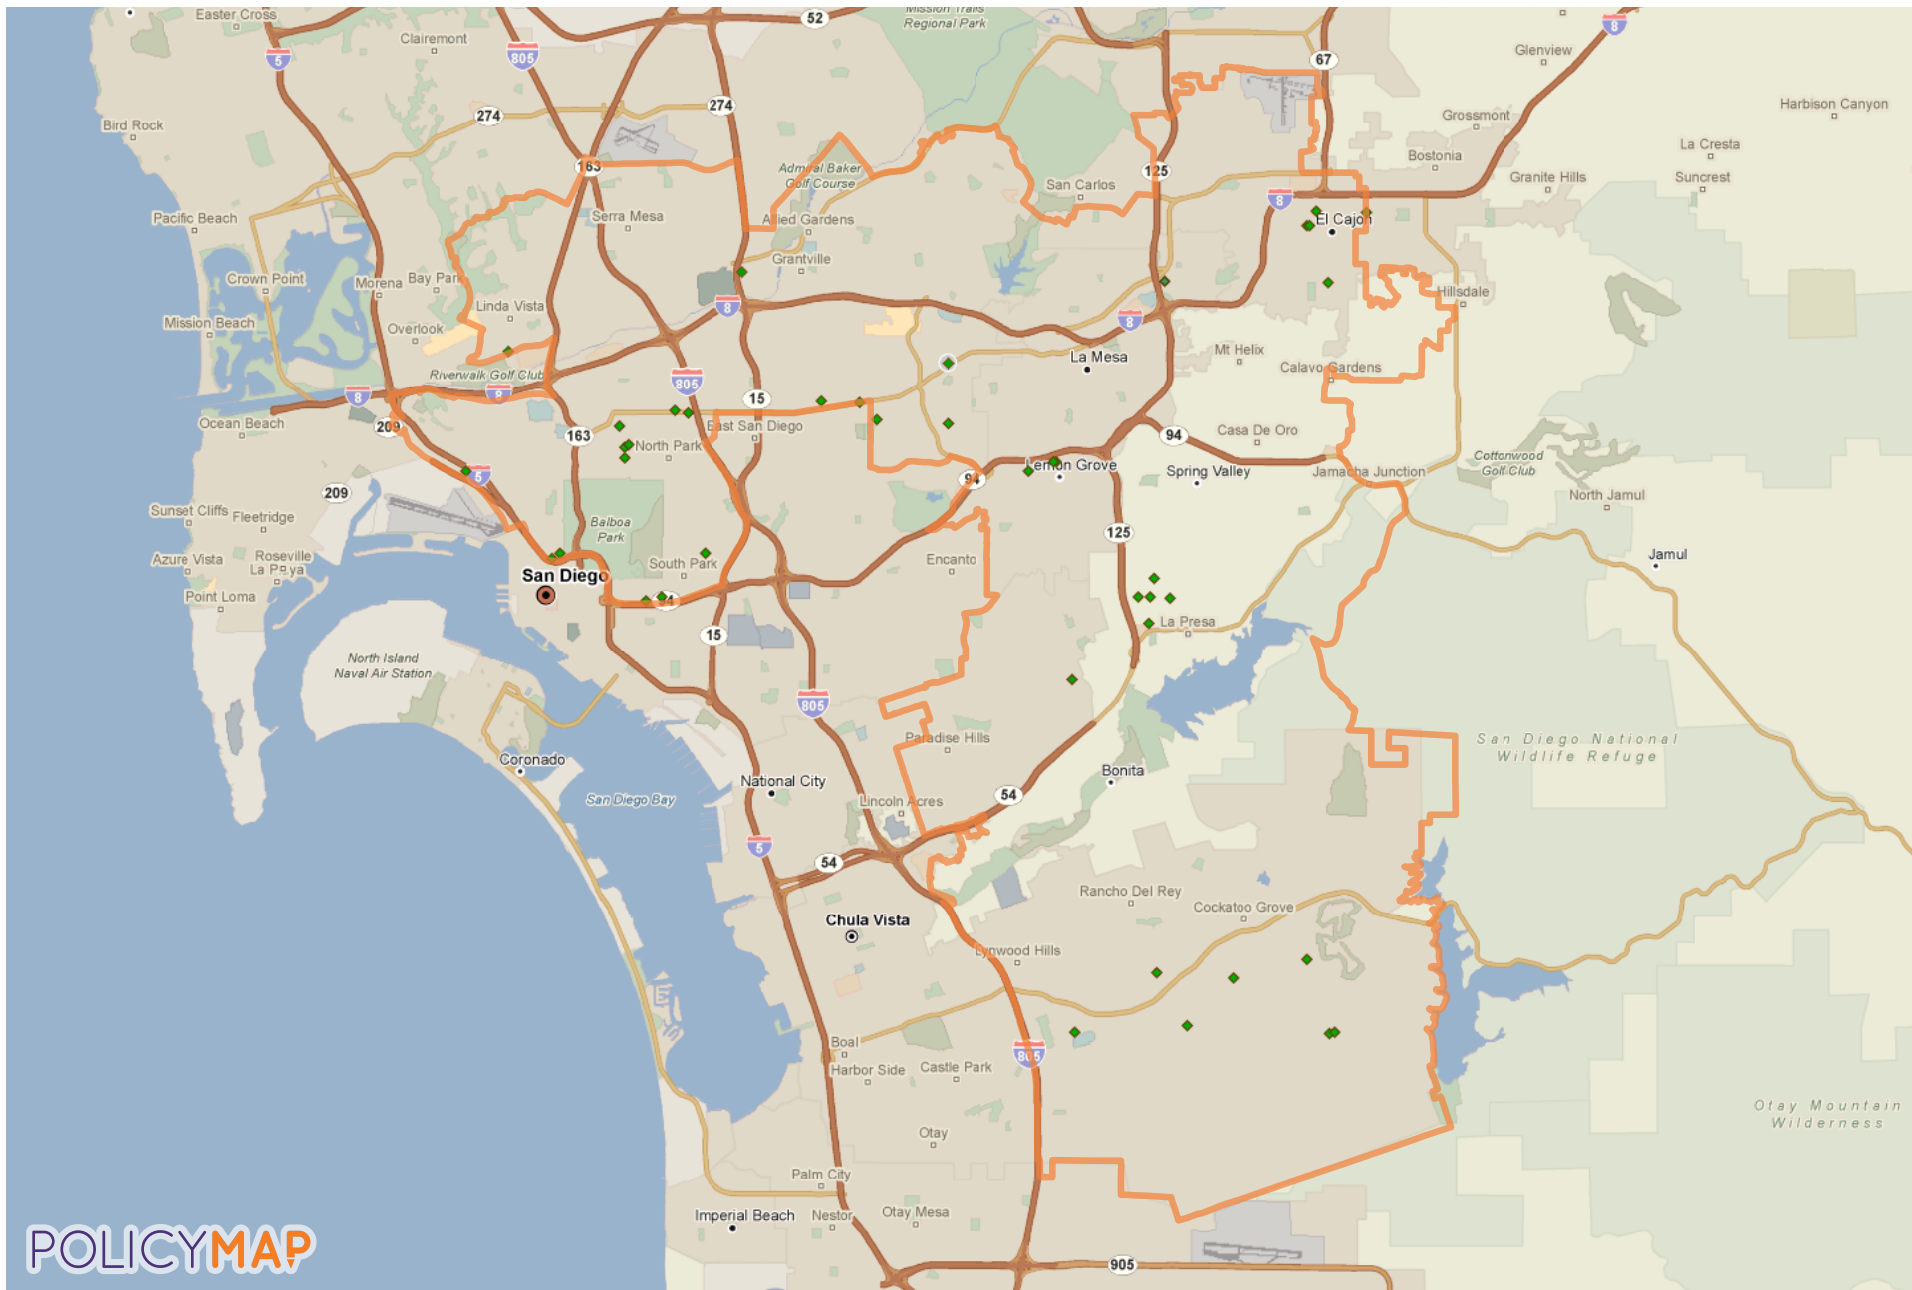 Mission Trails
Regional Park
Easter Cross
52
Clairemont
5
805
67
8
Glenview
274
274
Harbison Canyon
Bird Rock
Grossmont
La Cresta
163
Admiral Baker
Golf Course
125
Bostonia
San Carlos
Granite Hills
Suncrest
8
Pacific Beach
Serra Mesa
Allied Gardens
El Cajon
Grantville
Crown Point
Morena
Bay Park
Linda Vista
8
Hillsdale
Mission Beach
Overlook
8
La Mesa
Mt Helix
Calavo Gardens
Riverwalk Golf Club
805
8
8
15
Ocean Beach
209
163
North Park
East San Diego
94
Casa De Oro
Cottonwood
Golf Club
Lemon Grove
Spring Valley
Jamacha Junction
5
94
209
North Jamul
Sunset Cliffs
Fleetridge
Balboa
Park
125
Azure Vista
Roseville
La Playa
South Park
Encanto
Jamul
San Diego
Point Loma
94
15
La Presa
North Island
Naval Air Station
805
Paradise Hills
San Diego National
Wildlife Refuge
Coronado
National City
Bonita
San Diego Bay
54
Lincoln Acres
5
54
Rancho Del Rey
Cockatoo Grove
Chula Vista
Lynwood Hills
Boal
805
Harbor Side
Castle Park
Otay Mountain
Wilderness
Otay
Palm City
Imperial Beach
Nestor
Otay Mesa
POLICYMAP
905